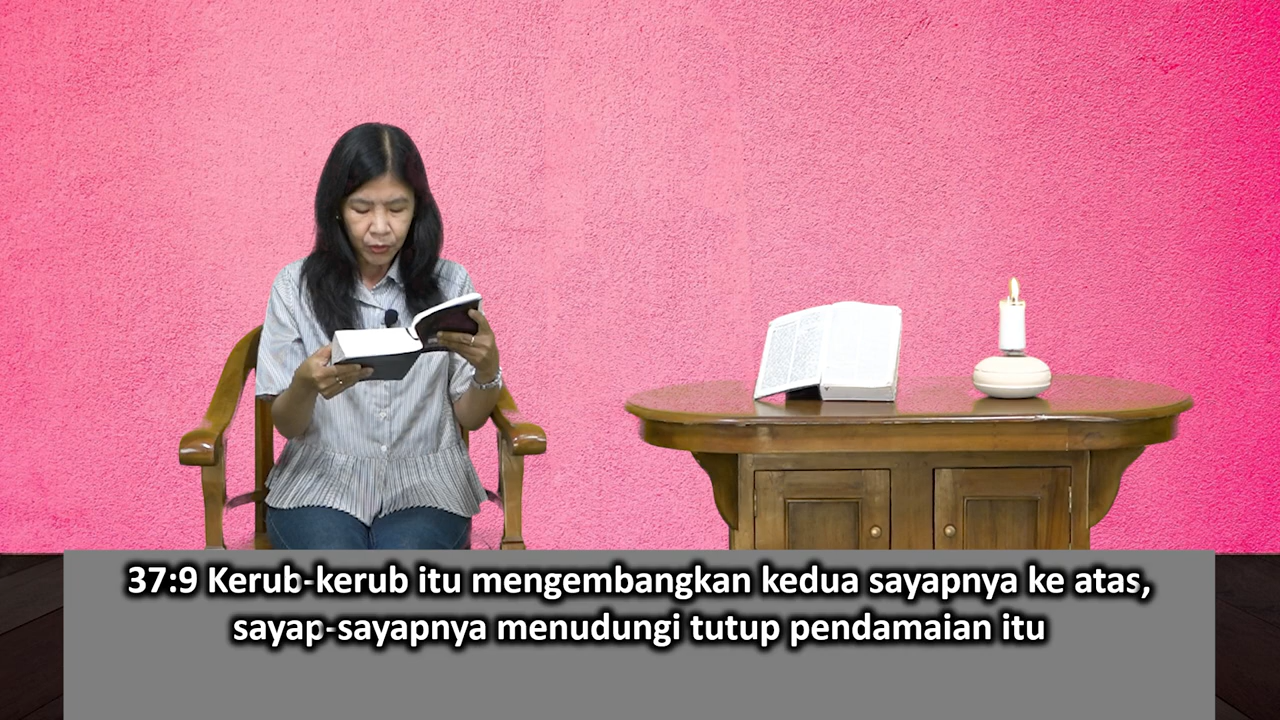 37:9 Kerub-kerub itu mengembangkan kedua sayapnya ke atas,
sayap-sayapnya menudungi tutup pendamaian itu